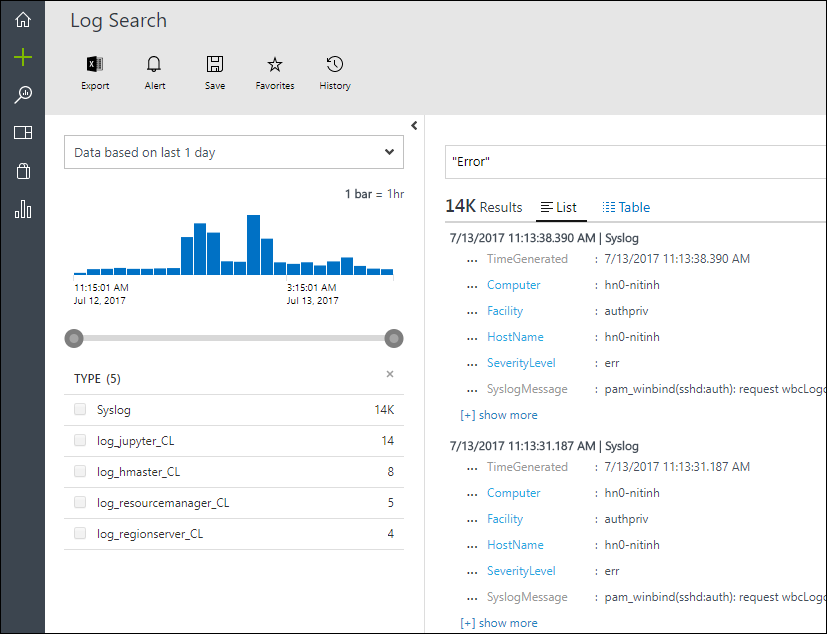 Log Search
Export Alert Save Favorites History
Data based on last 1 day
1 bar = 1hr
11:15:01 AM 3:15:01 AM
Jul 12, 2017 Jul 13, 2017
TYPE (5)
Syslog 14K
log_jupyter_CL 14
log_hmaster_CL 8
log_resourcemanager_CL 5
log_regionserver_CL 4
"Error"
14K Results List Table
7/13/2017 11:13:38.390 AM | Syslog
... TimeGenerated : 7/13/2017 11:13:38.390 AM
... Computer : hn0-nitinh
... Facility : authpriv
... HostName : hn0-nitinh
... SeverityLevel : err
... SyslogMessage : pam_winbind(sshd:auth): request wbcLogo
[+] show more
7/13/2017 11:13:31.187 AM | Syslog
... TimeGenerated : 7/13/2017 11:13:31.187 AM
... Computer : hn0-nitinh
... Facility : authpriv
... HostName : hn0-nitinh
... SeverityLevel : err
... SyslogMessage : pam_winbind(sshd:auth): request wbcLogo
[+] show more